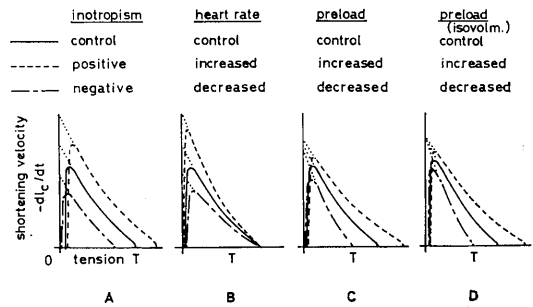 inotropism heart rate preload preload
(isovolm.)
control control control control
positive increased increased increased
negative decreased decreased decreased
shortening velocity
-dlc/dt
0 tension T T T T
A B C D